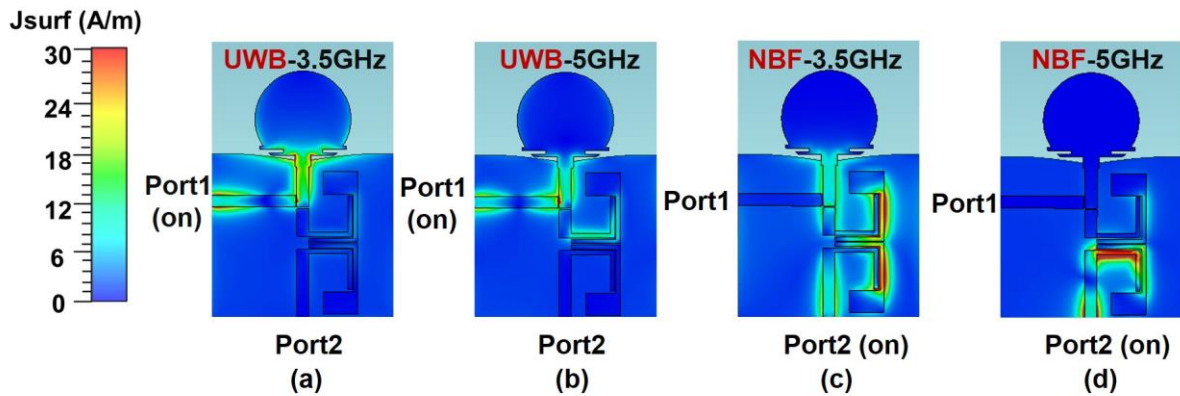 Jsurf (A/m)
30
24
18
12
6
0
UWB-3.5GHz
Port1
(on)
Port2
(a)
UWB-5GHz
Port1
(on)
Port2
(b)
NBF-3.5GHz
Port1
Port2 (on)
(c)
NBF-5GHz
Port1
Port2 (on)
(d)